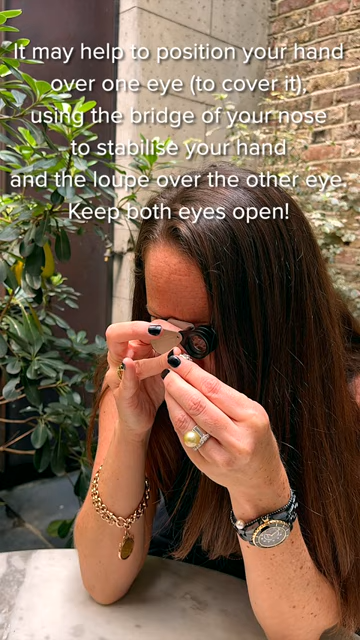 It may help to position your hand
over one eye (to cover it),
using the bridge of your nose
to stabilise your hand
and the loupe over the other eye.
Keep both eyes open!